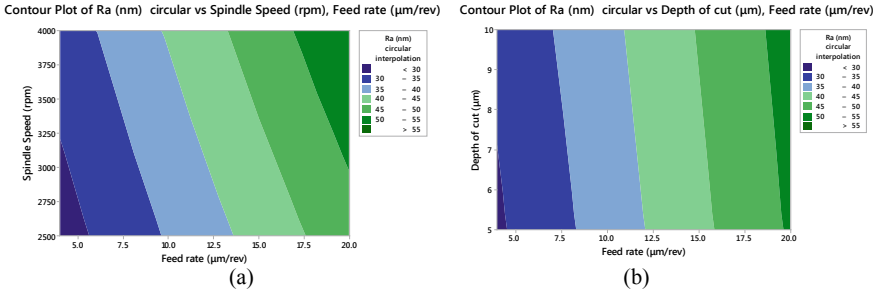 Contour Plot of Ra (nm) circular vs Spindle Speed (rpm), Feed rate (µm/rev)
Spindle Speed (rpm)
4000
3750
3500
3250
3000
2750
2500
5.0 7.5 10.0 12.5 15.0 17.5 20.0
Feed rate (µm/rev)
Ra (nm)
circular
interpolation
< 30
30 – 35
35 – 40
40 – 45
45 – 50
50 – 55
> 55
(a)
Contour Plot of Ra (nm) circular vs Depth of cut (µm), Feed rate (µm/rev)
Depth of cut (µm)
10
9
8
7
6
5
5.0 7.5 10.0 12.5 15.0 17.5 20.0
Feed rate (µm/rev)
Ra (nm)
circular
interpolation
< 30
30 – 35
35 – 40
40 – 45
45 – 50
50 – 55
> 55
(b)